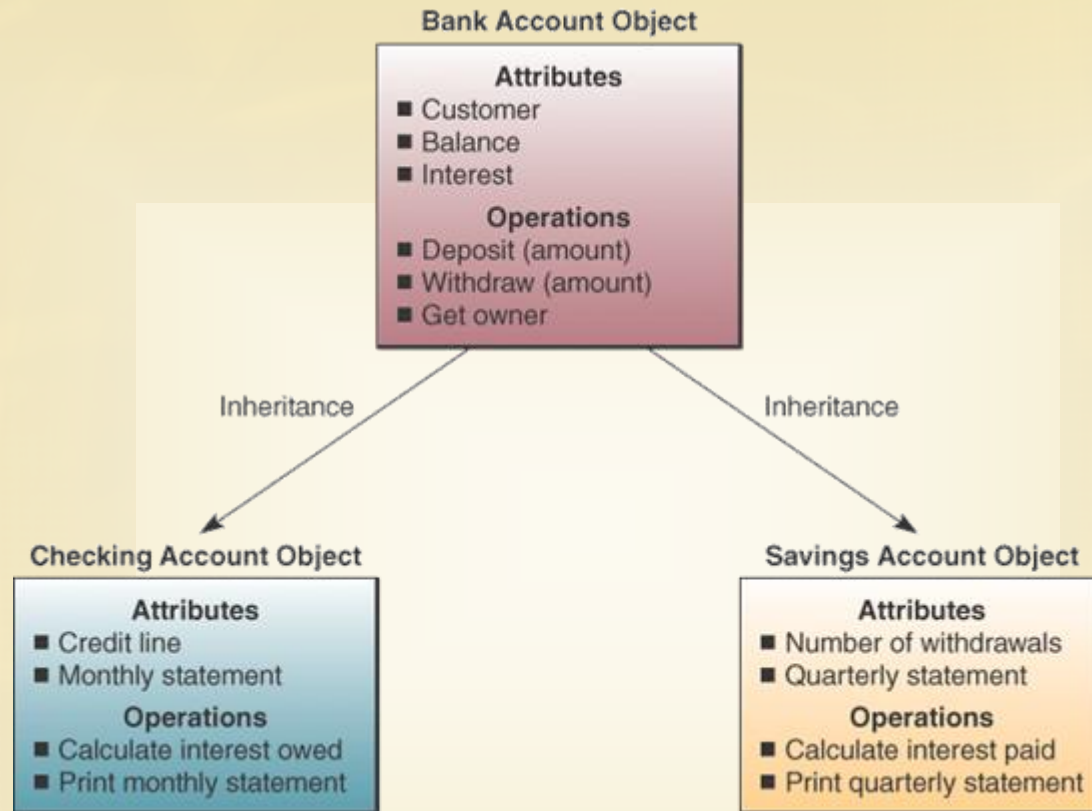 Bank Account Object
Attributes
■ Customer
■ Balance
■ Interest
Operations
■ Deposit (amount)
■ Withdraw (amount)
■ Get owner
Inheritance
Inheritance
Checking Account Object
Attributes
■ Credit line
■ Monthly statement
Operations
■ Calculate interest owed
■ Print monthly statement
Savings Account Object
Attributes
■ Number of withdrawals
■ Quarterly statement
Operations
■ Calculate interest paid
■ Print quarterly statement